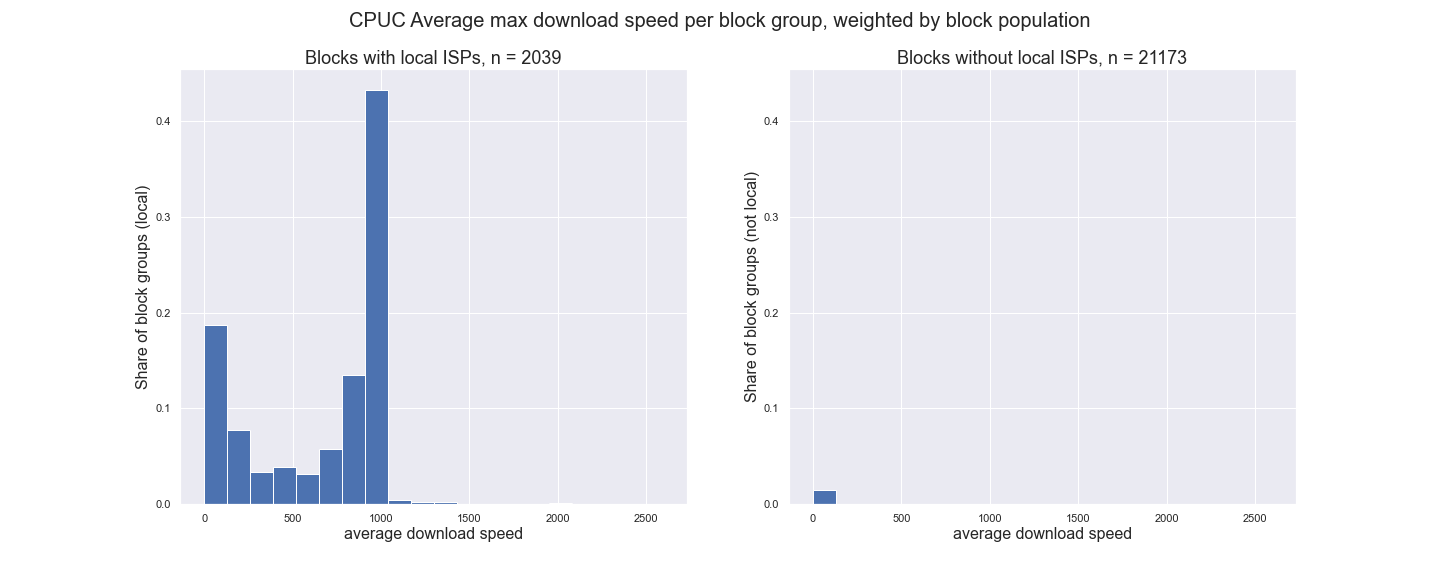 CPUC Average max download speed per block group, weighted by block population
Blocks with local ISPs, n = 2039
Share of block groups (local)
0.4
0.3
0.2
0.1
0.0
0 500 1000 1500 2000 2500
average download speed
Blocks without local ISPs, n = 21173
Share of block groups (not local)
0.4
0.3
0.2
0.1
0.0
0 500 1000 1500 2000 2500
average download speed